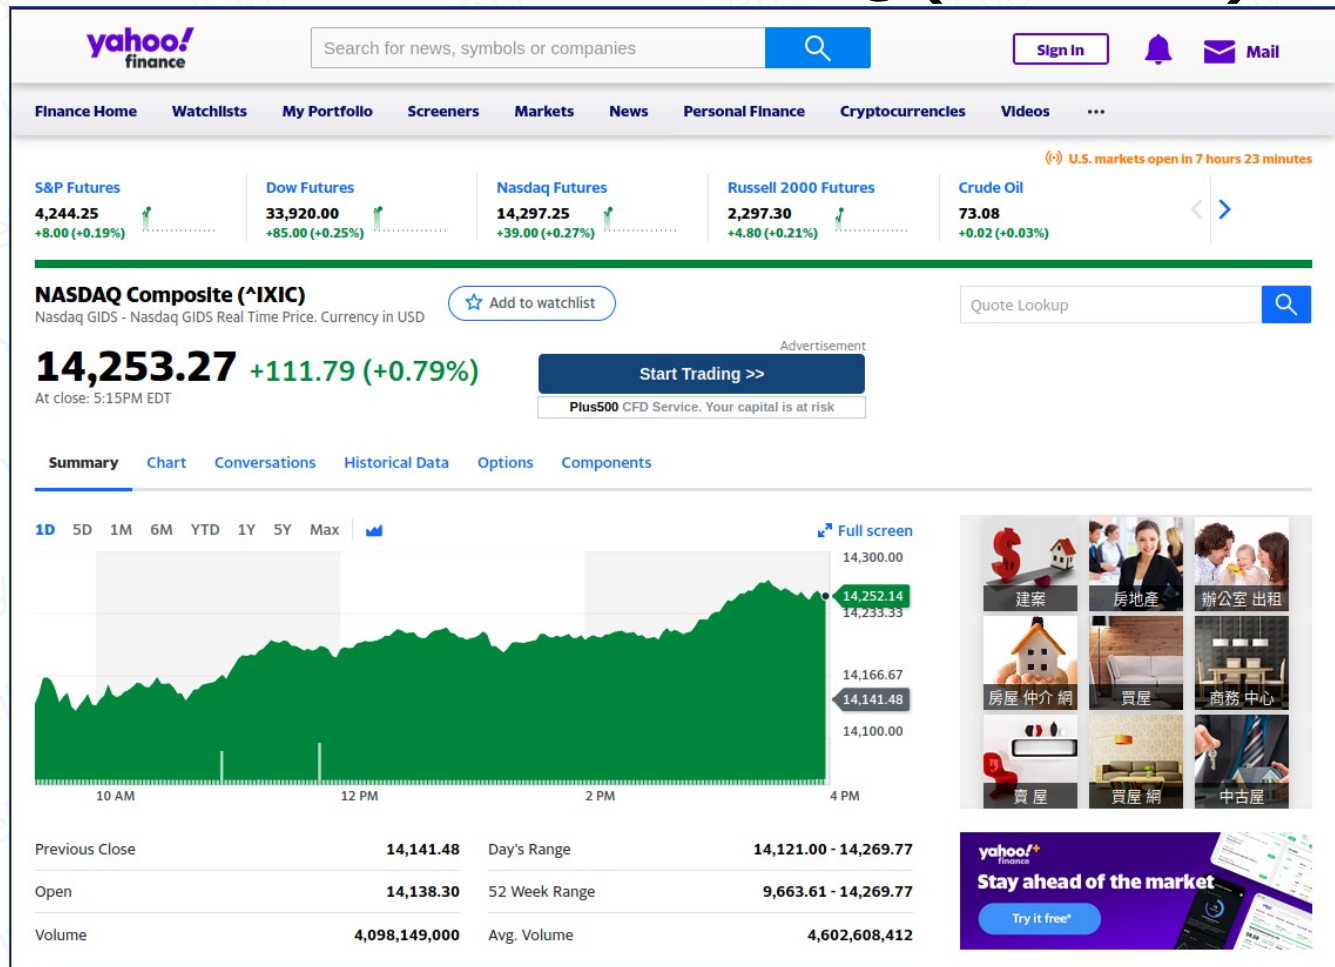 yahoo!
finance
Search for news, symbols or companies
Sign in
Mail
Finance Home Watchlists My Portfolio Screeners Markets News Personal Finance Cryptocurrencies Videos ...
U.S. markets open in 7 hours 23 minutes
S&P Futures
4,244.25
+8.00 (+0.19%)
Dow Futures
33,920.00
+85.00 (+0.25%)
Nasdaq Futures
14,297.25
+39.00 (+0.27%)
Russell 2000 Futures
2,297.30
+4.80 (+0.21%)
Crude Oil
73.08
+0.02 (+0.03%)
NASDAQ Composite (^IXIC)
Nasdaq GIDS - Nasdaq GIDS Real Time Price. Currency in USD
Add to watchlist
Quote Lookup
14,253.27 +111.79 (+0.79%)
At close: 5:15PM EDT
Advertisement
Start Trading >>
Plus500 CFD Service. Your capital is at risk
Summary Chart Conversations Historical Data Options Components
1D 5D 1M 6M YTD 1Y 5Y Max
Full screen
14,300.00
14,252.14
14,233.33
14,166.67
14,141.48
14,100.00
10 AM 12 PM 2 PM 4 PM
建案 房地產 辦公室 出租
房屋 仲介 網 買屋 商務 中心
賣 屋 買屋 網 中古屋
Previous Close 14,141.48
Open 14,138.30
Volume 4,098,149,000
Day's Range 14,121.00 - 14,269.77
52 Week Range 9,663.61 - 14,269.77
Avg. Volume 4,602,608,412
yahoo!+
finance
Stay ahead of the market
Try it free*